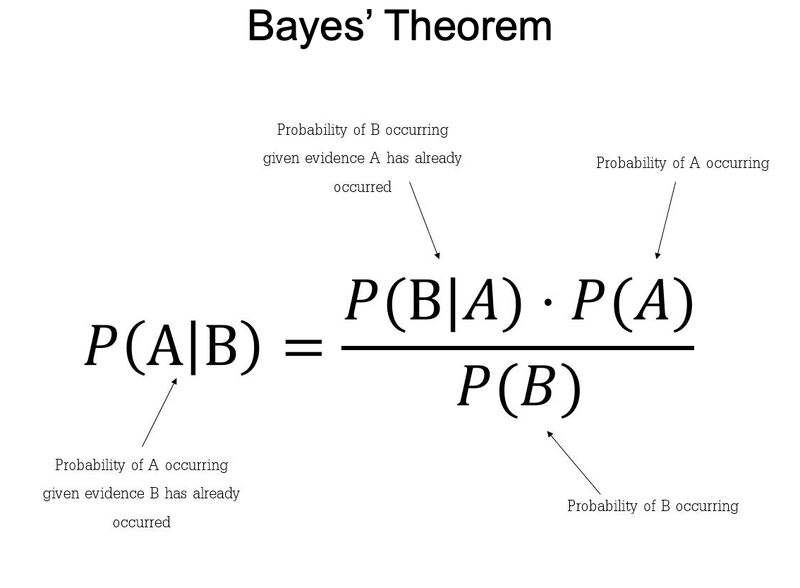 Bayes’ Theorem
Probability of B occurring
given evidence A has already
occurred
Probability of A occurring
P(B|A) · P(A)
P(A|B) =
P(B)
Probability of A occurring
given evidence B has already
occurred
Probability of B occurring